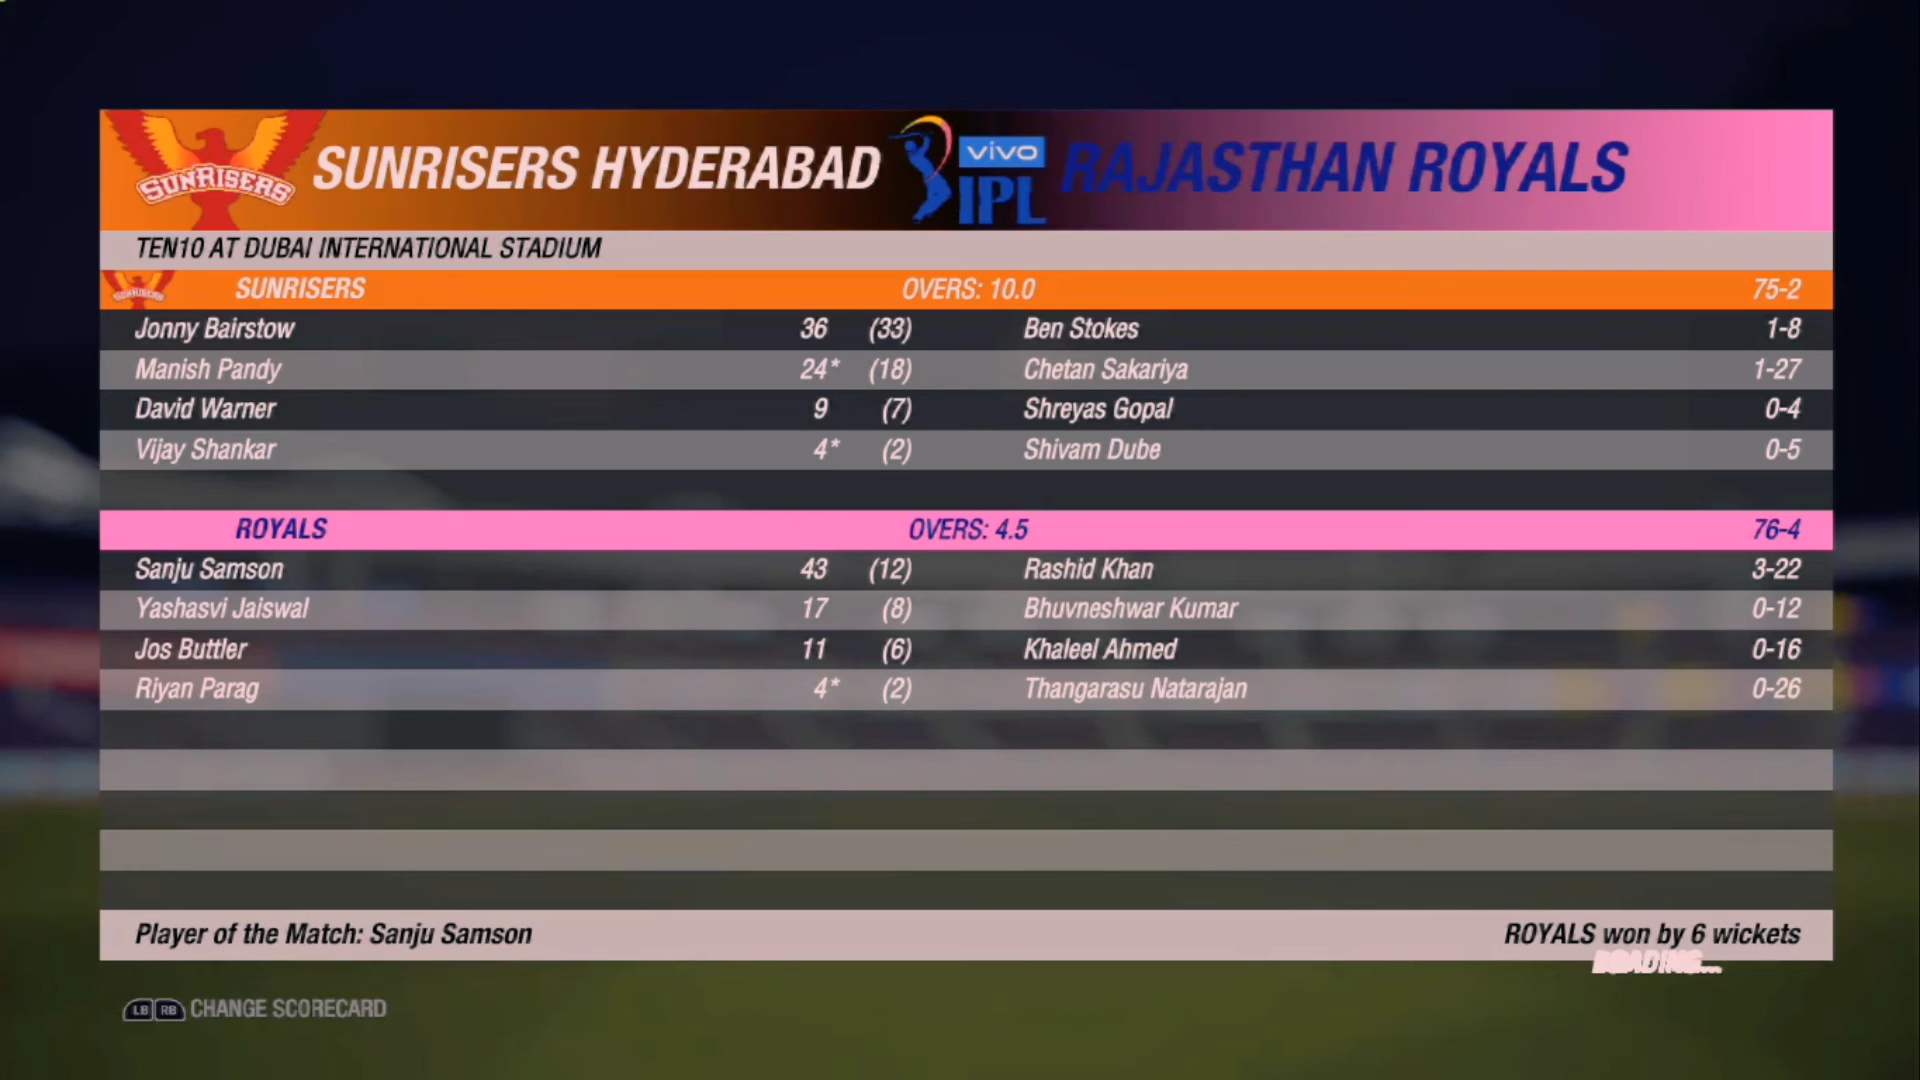 SUNRISERS SUNRISERS HYDERABAD vivo IPL RAJASTHAN ROYALS
TEN10 AT DUBAI INTERNATIONAL STADIUM
SUNRISERS SUNRISERS OVERS: 10.0 75-2
Jonny Bairstow 36 (33) Ben Stokes 1-8
Manish Pandy 24* (18) Chetan Sakariya 1-27
David Warner 9 (7) Shreyas Gopal 0-4
Vijay Shankar 4* (2) Shivam Dube 0-5
ROYALS OVERS: 4.5 76-4
Sanju Samson 43 (12) Rashid Khan 3-22
Yashasvi Jaiswal 17 (8) Bhuvneshwar Kumar 0-12
Jos Buttler 11 (6) Khaleel Ahmed 0-16
Riyan Parag 4* (2) Thangarasu Natarajan 0-26
Player of the Match: Sanju Samson ROYALS won by 6 wickets
LOADING...
LB RB CHANGE SCORECARD